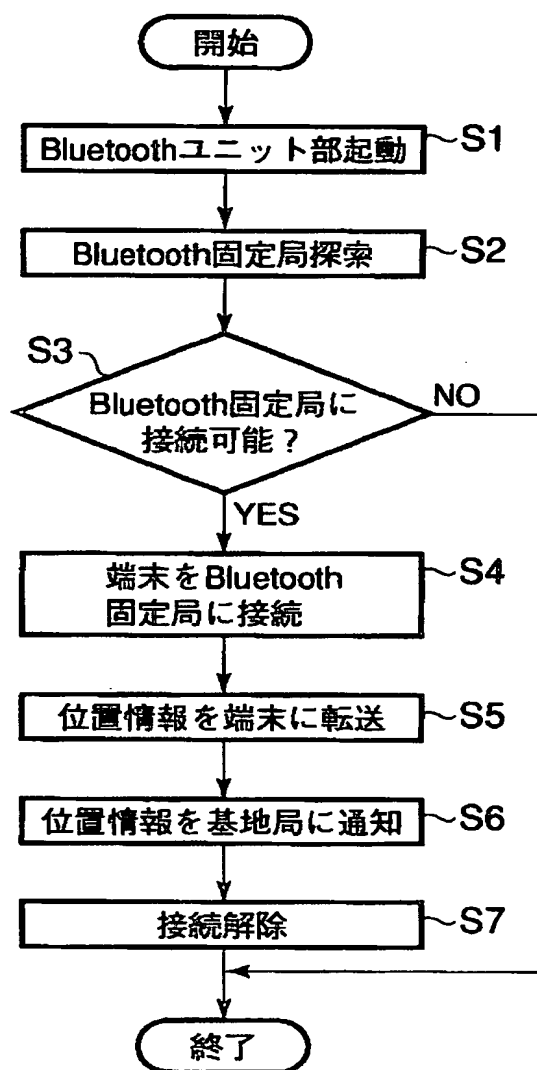 開始
Bluetoothユニット部起動
S1
Bluetooth固定局探索
S2
S3
Bluetooth固定局に
接続可能？
NO
YES
端末をBluetooth
固定局に接続
S4
位置情報を端末に転送
S5
位置情報を基地局に通知
S6
接続解除
S7
終了